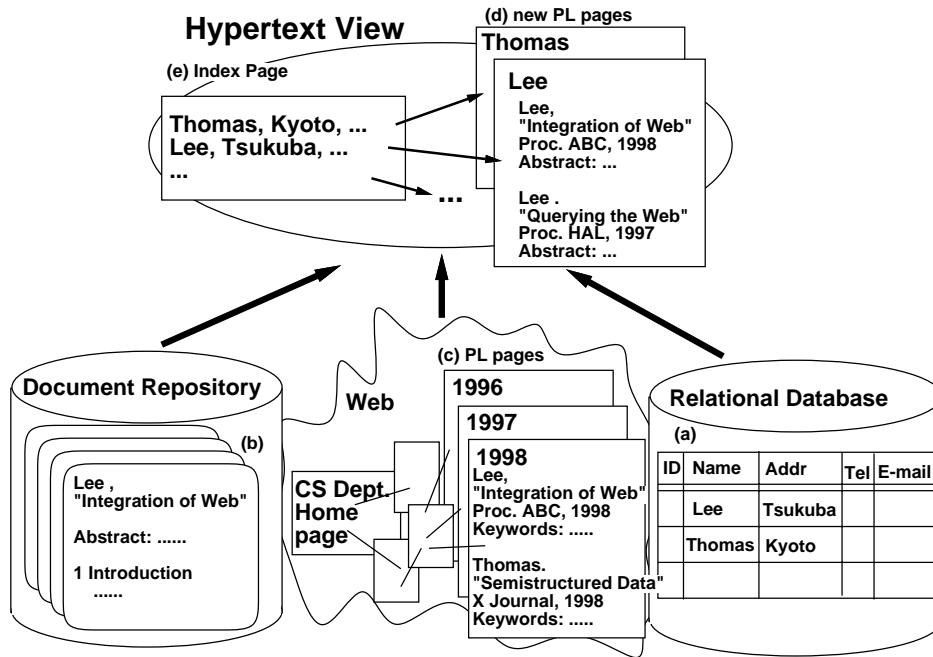 (d) new PL pages
Hypertext View
Thomas
(e) Index Page
Thomas, Kyoto, ...
Lee, Tsukuba, ...
...
...
Lee
Lee,
"Integration of Web"
Proc. ABC, 1998
Abstract: ...
Lee .
"Querying the Web"
Proc. HAL, 1997
Abstract: ...
Document Repository
(b)
Lee ,
"Integration of Web"
Abstract: ......
1 Introduction
......
Web
(c) PL pages
1996
1997
1998
Lee,
"Integration of Web"
Proc. ABC, 1998
Keywords: .....
Thomas.
"Semistructured Data"
X Journal, 1998
Keywords: .....
CS Dept.
Home
page
Relational Database
(a)
ID Name Addr Tel E-mail
Lee Tsukuba
Thomas Kyoto